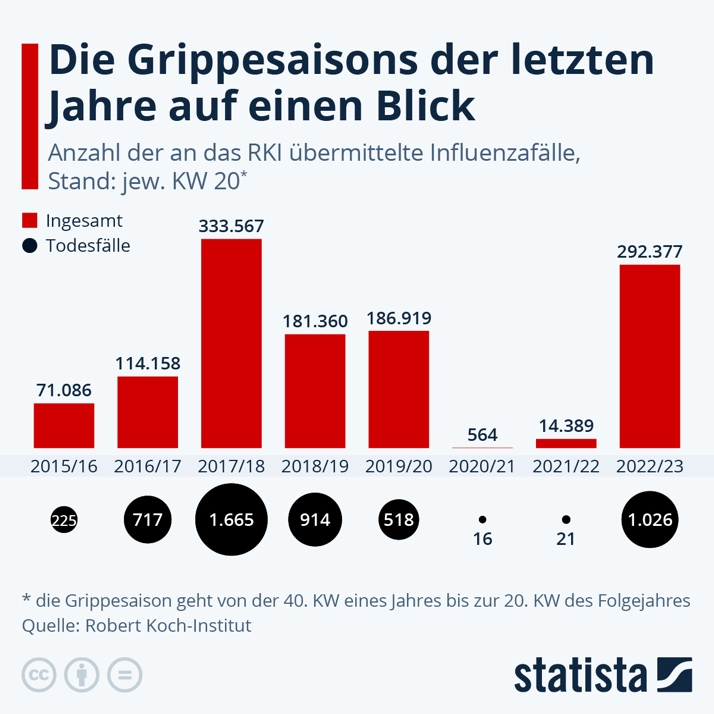 Die Grippesaisons der letzten
Jahre auf einen Blick
Anzahl der an das RKI übermittelte Influenzafälle,
Stand: jew. KW 20*
Ingesamt
Todesfälle
71.086
114.158
333.567
181.360
186.919
564
14.389
292.377
2015/16 2016/17 2017/18 2018/19 2019/20 2020/21 2021/22 2022/23
225 717 1.665 914 518 16 21 1.026
* die Grippesaison geht von der 40. KW eines Jahres bis zur 20. KW des Folgejahres
Quelle: Robert Koch-Institut
cc
statista